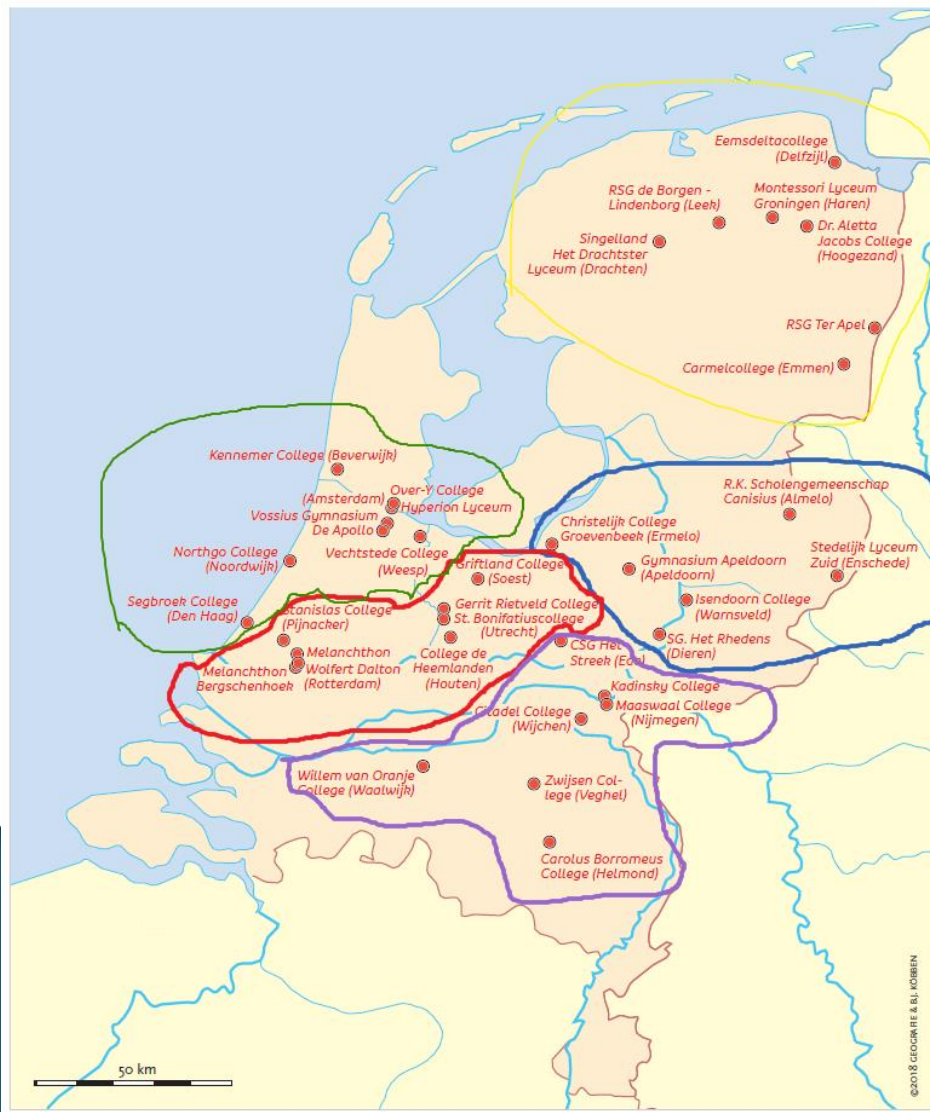 Eemsdeltacollege
(Delfzijl)
RSG de Borgen -
Lindenborg (Leek)
Montessori Lyceum
Groningen (Haren)
Dr. Aletta
Jacobs College
(Hoogezand)
Singelland
Het Drachtster
Lyceum (Drachten)
RSG Ter Apel
Carmelcollege (Emmen)
Kennemer College (Beverwijk)
(Amsterdam)
Over-Y College
Hyperion Lyceum
Vossius Gymnasium
De Apollo
Vechtstede College
(Weesp)
Northgo College
(Noordwijk)
Segbroek College
(Den Haag)
R.K. Scholengemeenschap
Canisius (Almelo)
Christelijk College
Groevenbeek (Ermelo)
Gymnasium Apeldoorn
(Apeldoorn)
Stedelijk Lyceum
Zuid (Enschede)
Isendoorn College
(Warnsveld)
SG. Het Rhedens
(Dieren)
Griftland College
(Soest)
Stanislas College
(Pijnacker)
Gerrit Rietveld College
St. Bonifatiuscollege
(Utrecht)
College de
Heemlanden
(Houten)
Melanchthon
Wolfert Dalton
(Rotterdam)
Melanchthon
Bergschenhoek
CSG Het
Streek (Ede)
Kadinsky College
Maaswaal College
(Nijmegen)
Citadel College
(Wijchen)
Willem van Oranje
College (Waalwijk)
Zwijsen Col-
lege (Veghel)
Carolus Borromeus
College (Helmond)
50 km
©2018 GEOGRAFIE & B.J. KÖBBEN